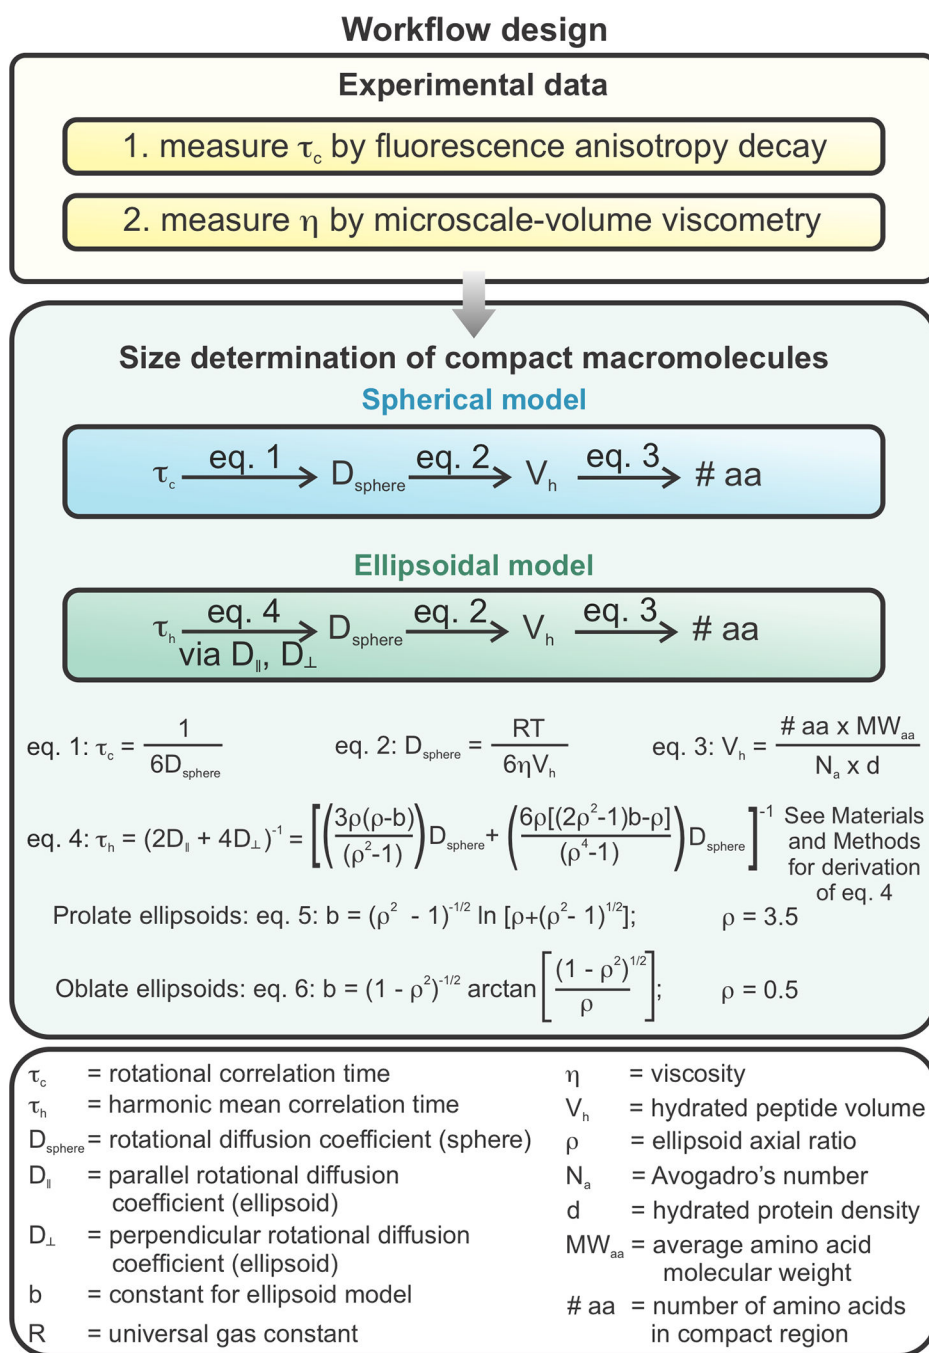 Workflow design
Experimental data
1. measure τc by fluorescence anisotropy decay
2. measure η by microscale-volume viscometry
Size determination of compact macromolecules
Spherical model
τc eq. 1 Dsphere eq. 2 Vh eq. 3 # aa
Ellipsoidal model
τh eq. 4 via D∥, D⊥ Dsphere eq. 2 Vh eq. 3 # aa
eq. 1: τc = 1 / 6Dsphere
eq. 2: Dsphere = RT / 6ηVh
eq. 3: Vh = # aa x MWaa / Na x d
eq. 4: τh = (2D∥ + 4D⊥)⁻¹ = [(3ρ(ρ-b) / (ρ²-1)) Dsphere + (6ρ[(2ρ²-1)b-ρ] / (ρ⁴-1)) Dsphere]⁻¹
See Materials
and Methods
for derivation
of eq. 4
Prolate ellipsoids: eq. 5: b = (ρ² - 1)^-1/2 ln [ρ+(ρ²- 1)^1/2]; ρ = 3.5
Oblate ellipsoids: eq. 6: b = (1 - ρ²)^-1/2 arctan[(1 - ρ²)^1/2 / ρ]; ρ = 0.5
τc = rotational correlation time
τh = harmonic mean correlation time
Dsphere = rotational diffusion coefficient (sphere)
D∥ = parallel rotational diffusion
coefficient (ellipsoid)
D⊥ = perpendicular rotational diffusion
coefficient (ellipsoid)
b = constant for ellipsoid model
R = universal gas constant
η = viscosity
Vh = hydrated peptide volume
ρ = ellipsoid axial ratio
Na = Avogadro's number
d = hydrated protein density
MWaa = average amino acid
molecular weight
# aa = number of amino acids
in compact region